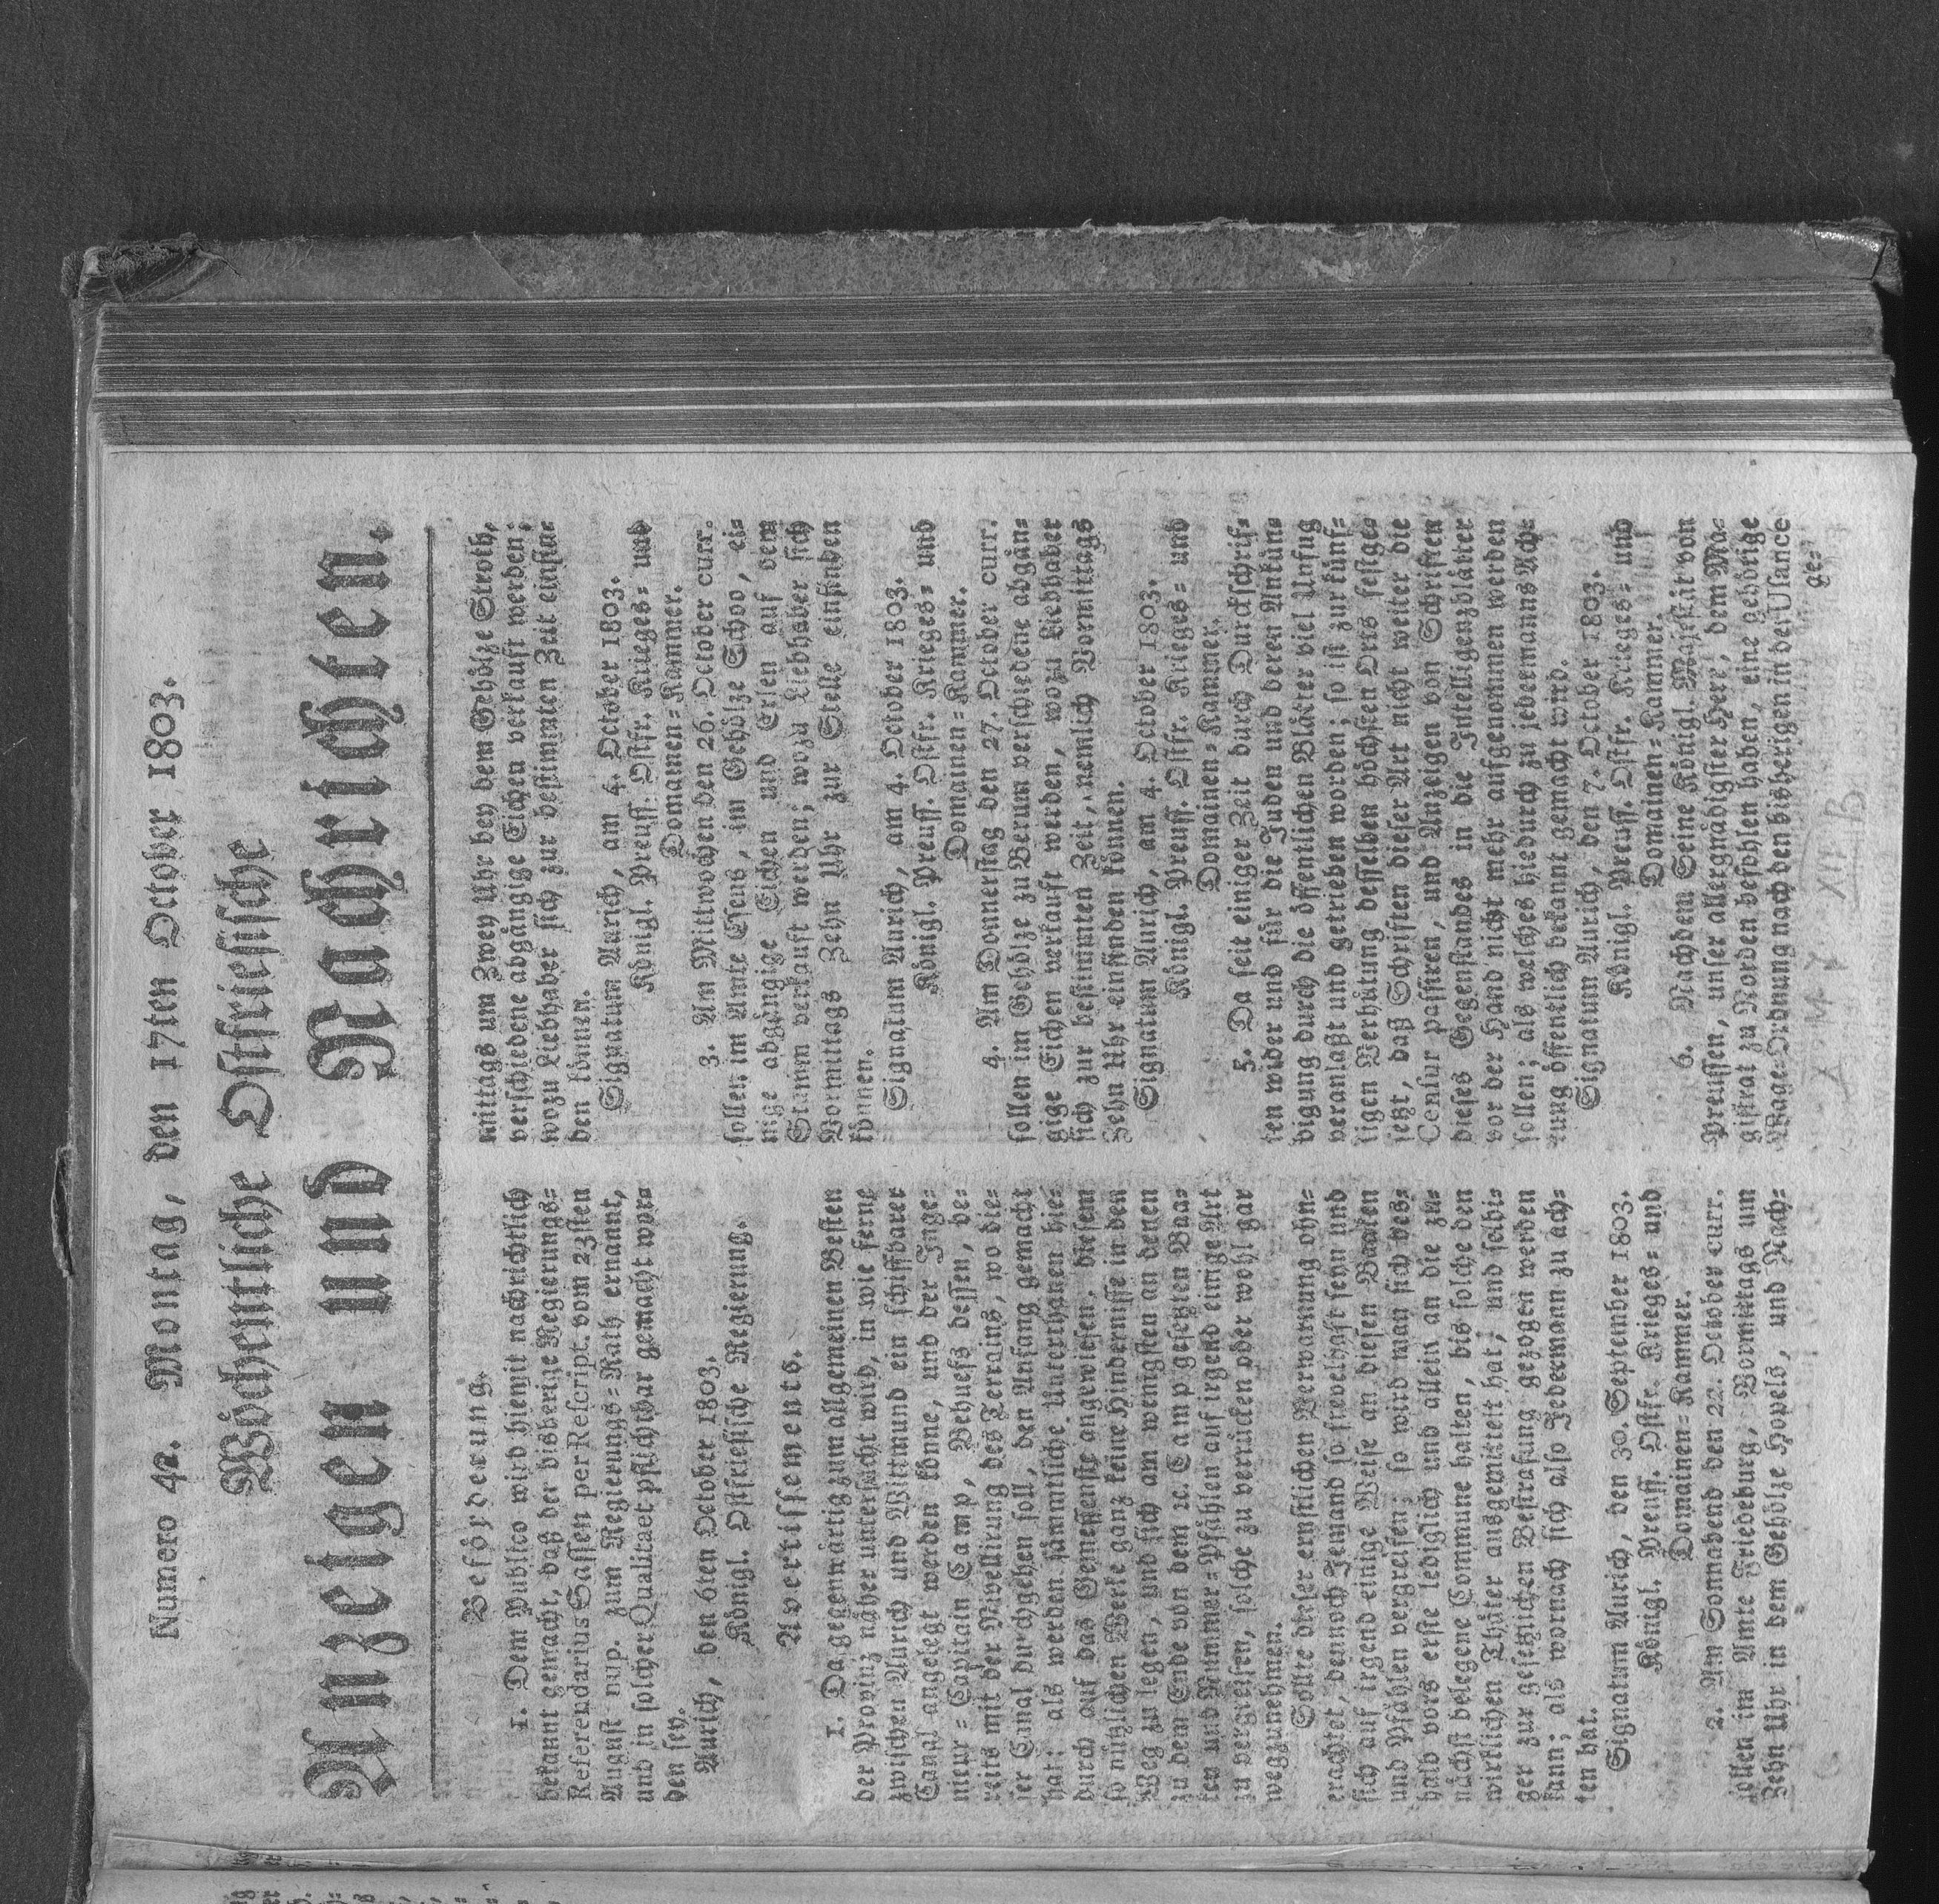 Numero 42. Montag, den 17ten October 1803.
Wöchentliche Ostfriesische
Anzeigen und Nachrichten.
Beförderung.
1. Dem Publico wird hiemit nachrichtlich
bekannt gemacht, daß der bisherige Regierungs=
Referendarius Sassen per Rescript. vom 23sten
August nup. zum Regierungs=Rath ernannt,
und in solcher Qualitaet pflichtbar gemacht wor=
den sey.
Aurich, den 6ten October 1803.
Königl. Ostfriesische Regierung.
Avertissements.
1. Da gegenwärtig zum allgemeinen Besten
der Provinz näher untersucht wird, in wie ferne
zwischen Aurich und Wittmund ein schiffbarer
Canal angelegt werden könne, und der Inge=
nieur=Capitain Camp, Behuefs dessen, be=
reits mit der Nivellirung des Terrains, wo die=
ser Canal durchgehen soll, den Anfang gemacht
hat: als werden sämmtliche Unterthanen hie=
durch auf das Gemessenste angewiesen, diesem
so nützlichen Werke ganz keine Hindernisse in den
Weg zu legen, und sich am wenigsten an denen
zu dem Ende von dem ꝛc. Camp gesetzten Baa=
ken und Nummer=Pfählen auf irgend einige Art
zu vergreifen, solche zu verrücken oder wohl gar
wegzunehmen.
Sollte dieser ernstlichen Verwarnung ohn=
erachtet, dennoch Jemand so frevelhaft seyn und
sich auf irgend einige Weise an diesen Baaken
und Pfählen vergreifen; so wird man sich des=
halb vors erste lediglich und allein an die zu=
nächst belegene Commune halten, bis solche den
wirklichen Thäter ausgemittelt hat, und selbi=
ger zur gesetzlichen Bestrafung gezogen werden
kann; als wornach sich also Jedermann zu ach=
ten hat.
Signatum Aurich, den 30. September 1803.
Königl. Preuss. Ostfr. Krieges= und
Domainen=Kammer.
2. Am Sonnabend den 22. October curr.
sollen im Amte Friedeburg, Vormittags um
Zehn Uhr in dem Gehölze Hopels, und Nach=
mittags um Zwey Uhr bey dem Gehölze Stroth,
verschiedene abgängige Eichen verkauft werden;
wozu Liebhaber sich zur bestimmten Zeit einfin=
den können.
Signatum Aurich, am 4. October 1803.
Königl. Preuss. Ostfr. Krieges= und
Domainen=Kammer.
3. Am Mittwochen den 26. October curr.
sollen im Amte Esens, im Gehölze Schoo, ei=
nige abgängige Eichen und Erlen auf dem
Stamm verkauft werden; wozu Liebhaber sich
Vormittags Zehn Uhr zur Stelle einfinden
können.
Signatum Aurich, am 4. October 1803.
Königl. Preuss. Ostfr. Krieges= und
Domainen=Kammer.
4. Am Donnerstag den 27. October curr.
sollen im Gehölze zu Berum verschiedene abgän=
gige Eichen verkauft werden, wozu Liebhaber
sich zur bestimmten Zeit, nemlich Vormittags
Zehn Uhr einfinden können.
Signatum Aurich, am 4. October 1803.
Königl. Preuss. Ostfr. Krieges= und
Domainen=Kammer.
5. Da seit einiger Zeit durch Druckschrif=
ten wider und für die Juden und deren Ankün=
digung durch die öffentlichen Blätter viel Unfug
veranlaßt und getrieben worden; so ist zur künf=
tigen Verhütung desselben höchsten Orts festge=
setzt, daß Schriften dieser Art nicht weiter die
Censur passiren, und Anzeigen von Schriften
dieses Gegenstandes in die Intelligenzblätter
vor der Hand nicht mehr aufgenommen werden
sollen; als welches hiedurch zu jedermanns Ach=
tung öffentlich bekannt gemacht wird.
Signatum Aurich, den 7. October 1803.
Königl. Preuss. Ostfr. Krieges= und
Domainen=Kammer.
6. Nachdem Seine Königl. Majestät von
Preussen, unser allergnädigster Herr, dem Ma=
gistrat zu Norden befohlen haben, eine gehörige
Wage=Ordnung nach den bisherigen in der Usance
ge=